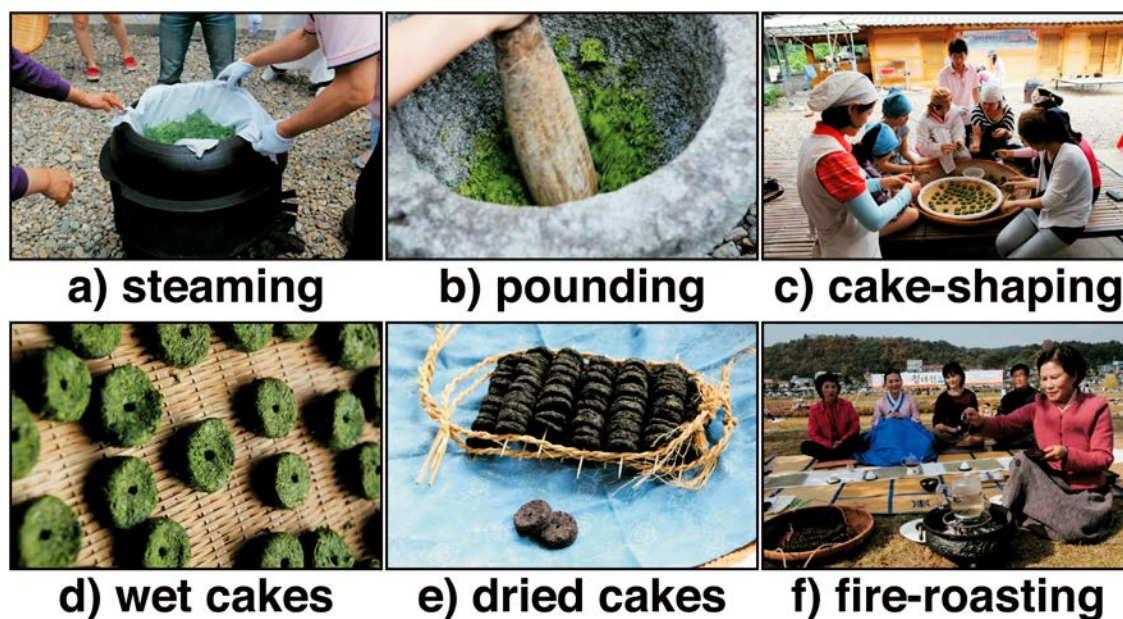 a) steaming
b) pounding
c) cake-shaping
d) wet cakes
e) dried cakes
f) fire-roasting